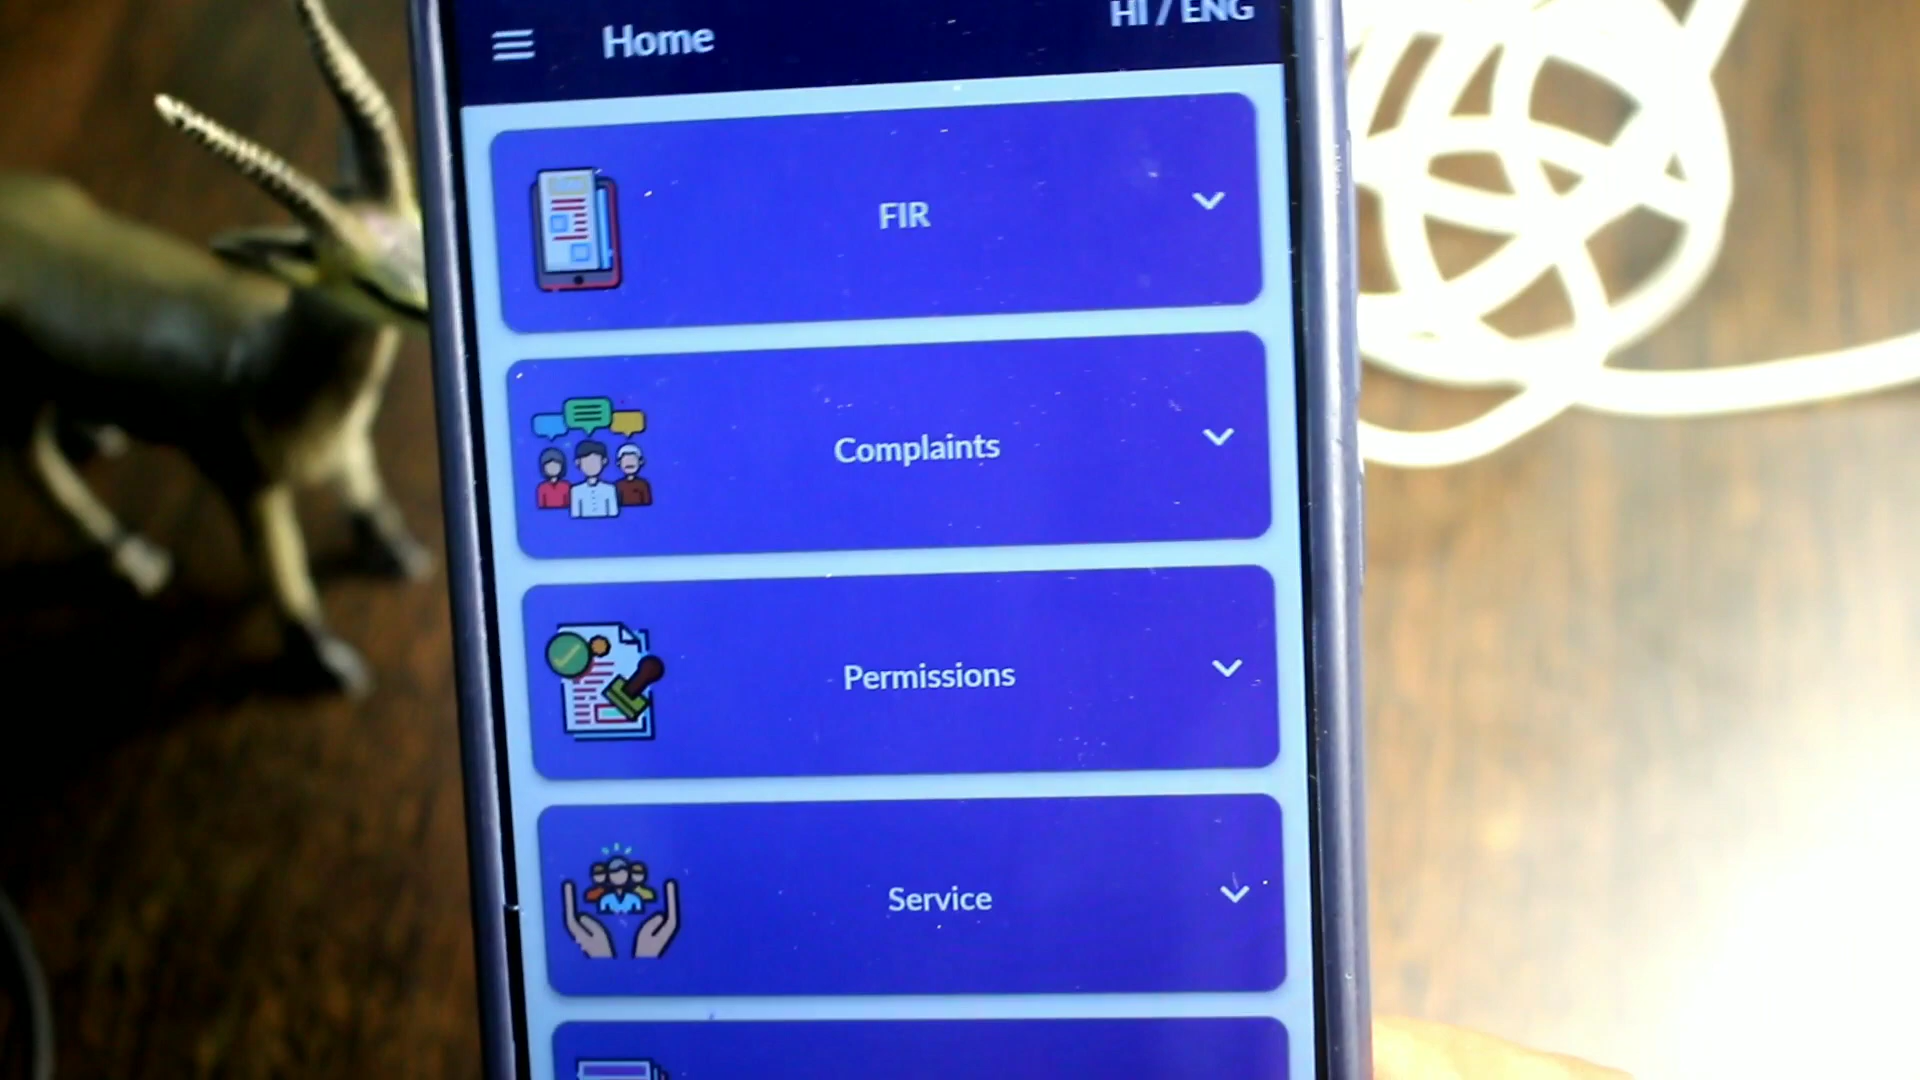 HI / ENG
Home
FIR
Complaints
Permissions
Service